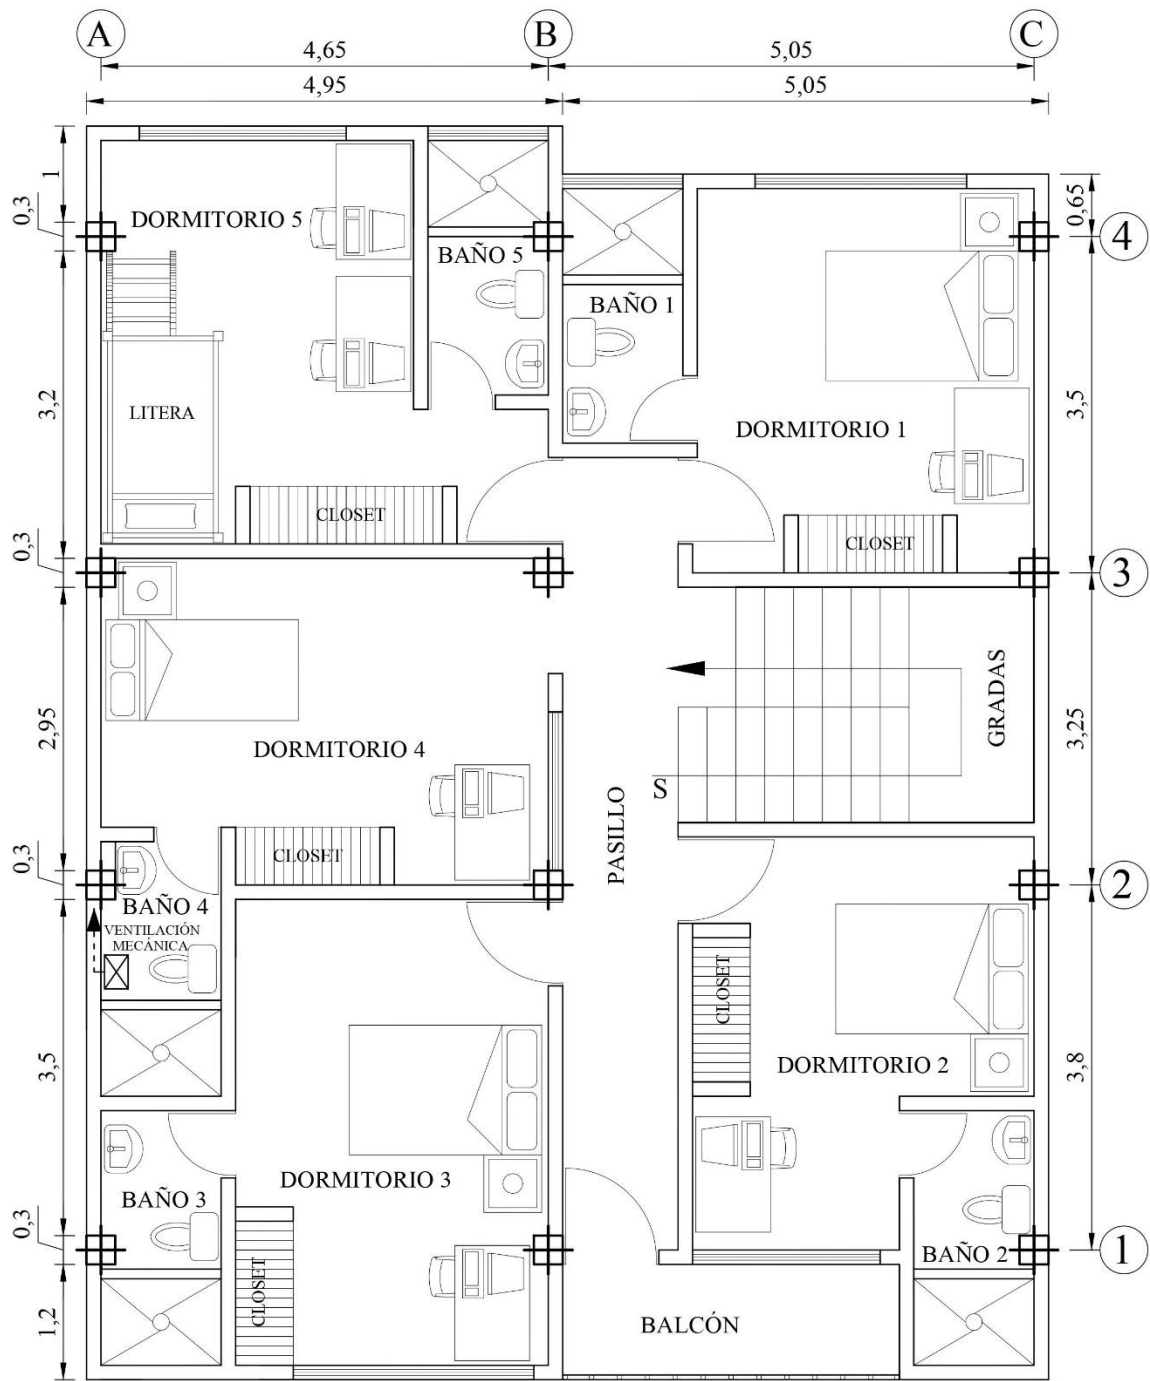 A
B
C
4,65
5,05
4,95
5,05
1
0,3
DORMITORIO 5
BAÑO 5
BAÑO 1
0,65
4
3,2
LITERA
DORMITORIO 1
3,5
CLOSET
CLOSET
0,3
3
DORMITORIO 4
2,95
GRADAS
3,25
S
PASILLO
CLOSET
0,3
2
BAÑO 4
VENTILACIÓN
MECÁNICA
CLOSET
DORMITORIO 2
3,5
3,8
DORMITORIO 3
BAÑO 3
0,3
CLOSET
BAÑO 2
1
1,2
BALCÓN